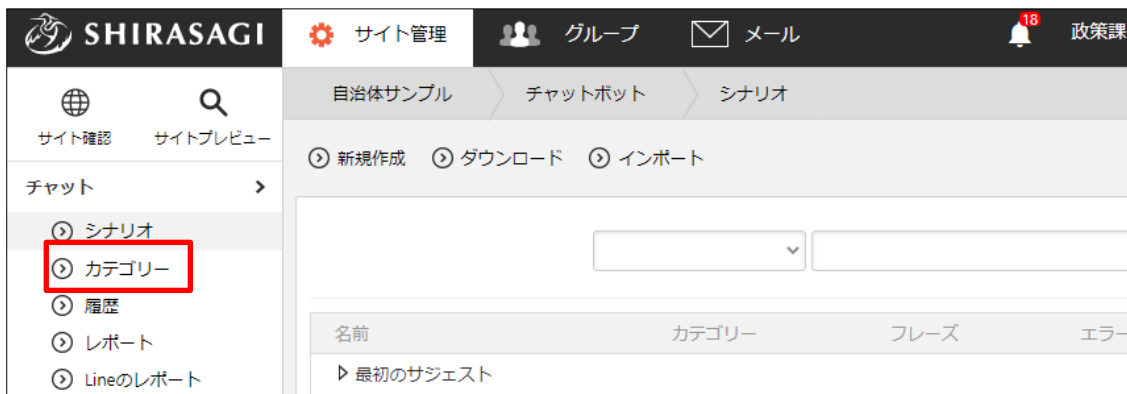 SHIRASAGI サイト管理 グループ メール 18 政策課
サイト確認 サイトプレビュー
自治体サンプル チャットボット シナリオ
新規作成 ダウンロード インポート
チャット
シナリオ
カテゴリー
履歴
レポート
Lineのレポート
名前 カテゴリー フレーズ エラー
最初のサジェスト